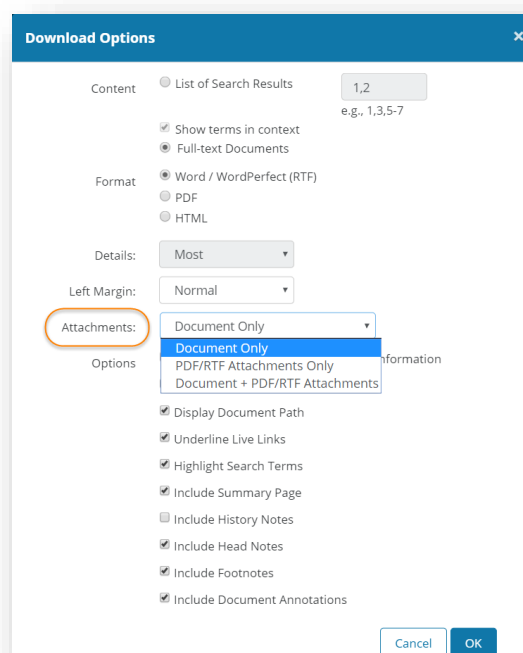 Download Options ×
Content List of Search Results 1,2
e.g., 1,3,5-7
Show terms in context
Full-text Documents
Format Word / WordPerfect (RTF)
PDF
HTML
Details: Most
Left Margin: Normal
Attachments: Document Only
Document Only
Options PDF/RTF Attachments Only
Document + PDF/RTF Attachments
Display Document Path
Underline Live Links
Highlight Search Terms
Include Summary Page
Include History Notes
Include Head Notes
Include Footnotes
Include Document Annotations
Cancel OK